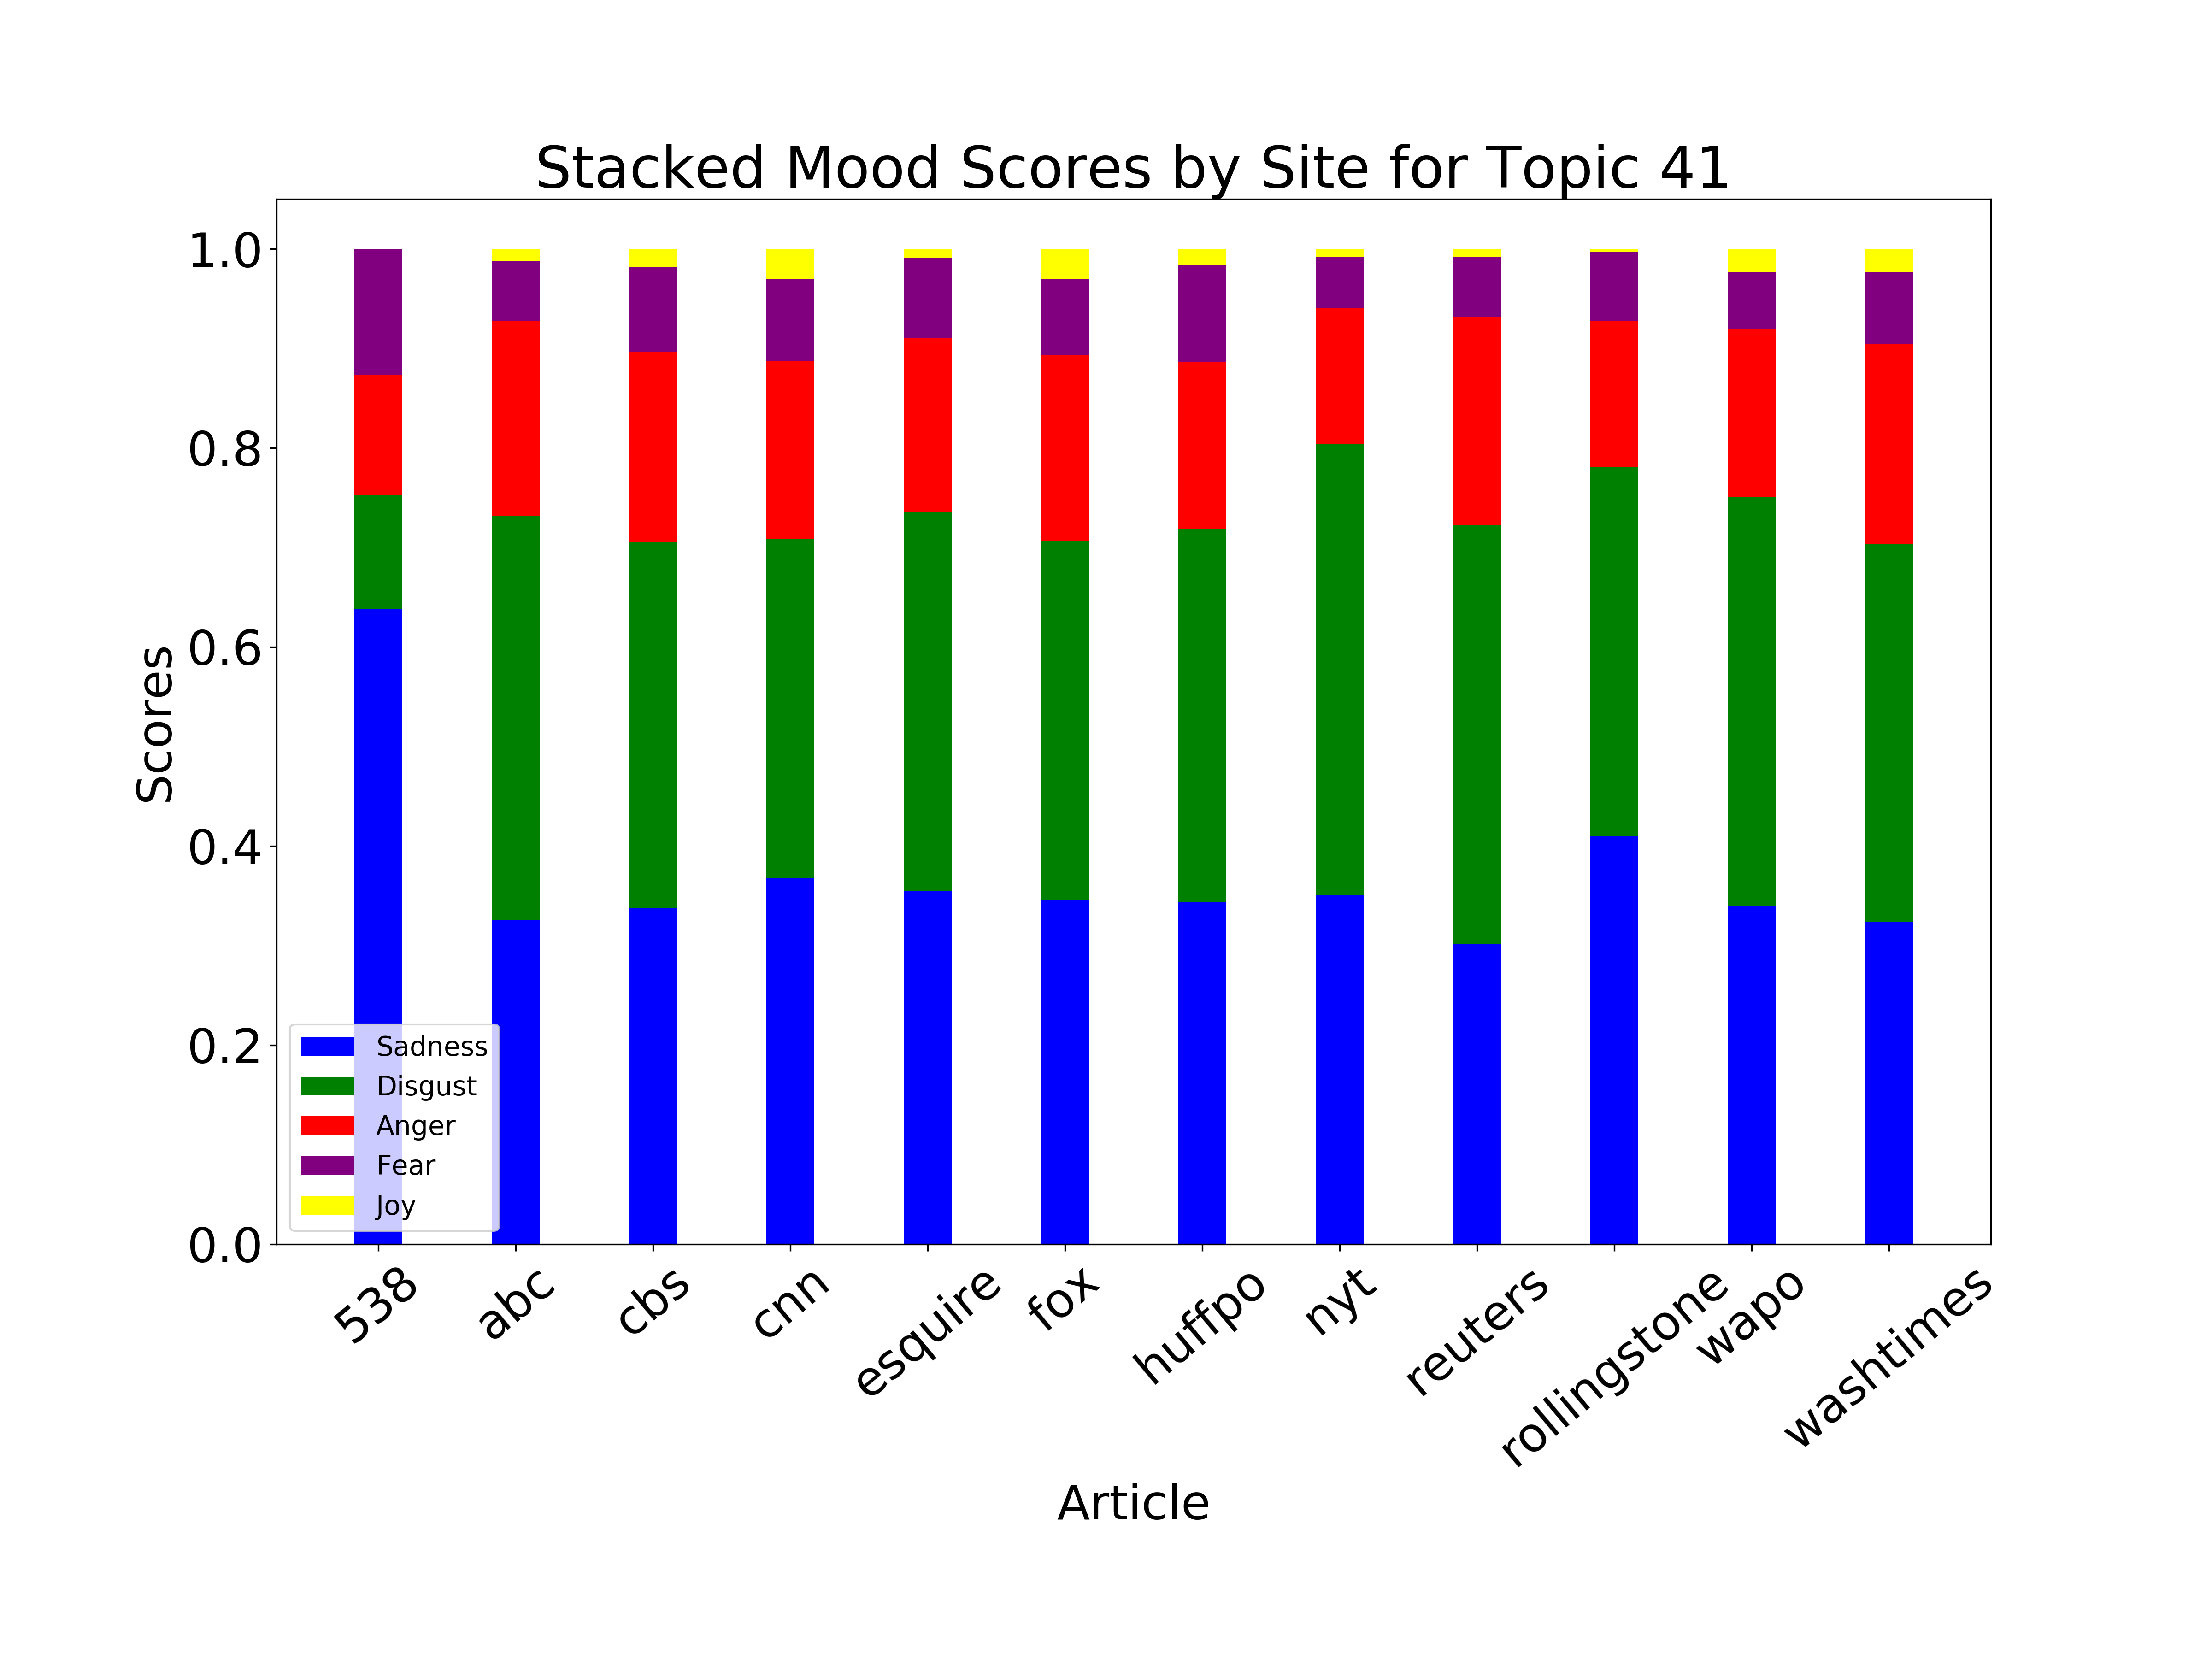 Stacked Mood Scores by Site for Topic 41
Scores
1.0
0.8
0.6
0.4
0.2
0.0
Sadness
Disgust
Anger
Fear
Joy
538
abc
cbs
cnn
esquire
fox
huffpo
nyt
reuters
rollingstone
wapo
washtimes
Article